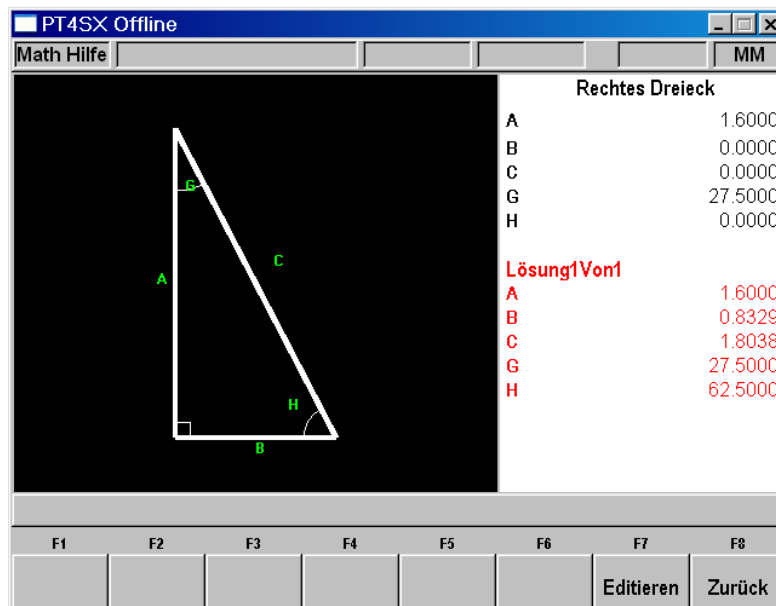 PT4SX Offline
Math Hilfe MM
Rechtes Dreieck
A 1.6000
B 0.0000
C 0.0000
G 27.5000
H 0.0000
Lösung1Von1
A 1.6000
B 0.8329
C 1.8038
G 27.5000
H 62.5000
G
C
A
H
B
F1 F2 F3 F4 F5 F6 F7 F8
Editieren Zurück